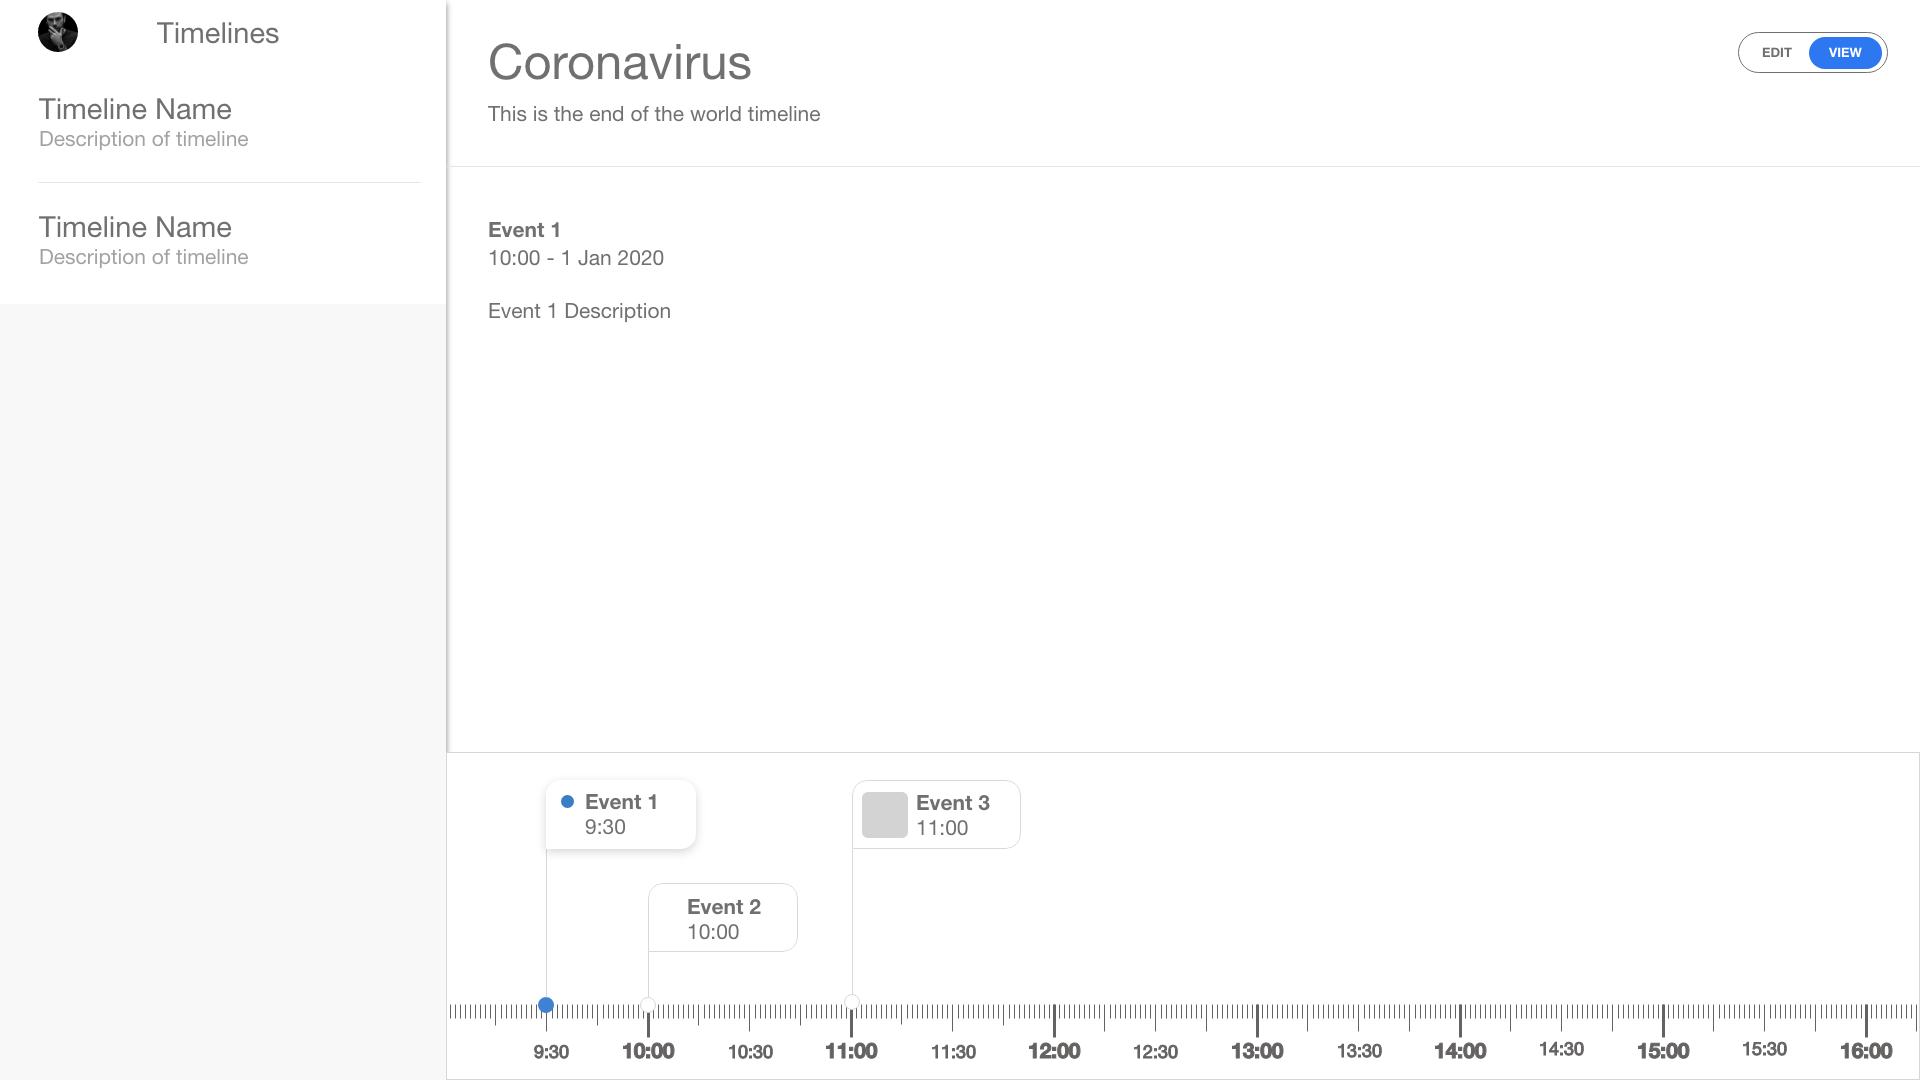 Timelines
Timeline Name
Description of timeline
Timeline Name
Description of timeline
Coronavirus
This is the end of the world timeline
EDIT
VIEW
Event 1
10:00 - 1 Jan 2020
Event 1 Description
Event 1
9:30
Event 3
11:00
Event 2
10:00
9:30 10:00 10:30 11:00 11:30 12:00 12:30 13:00 13:30 14:00 14:30 15:00 15:30 16:00